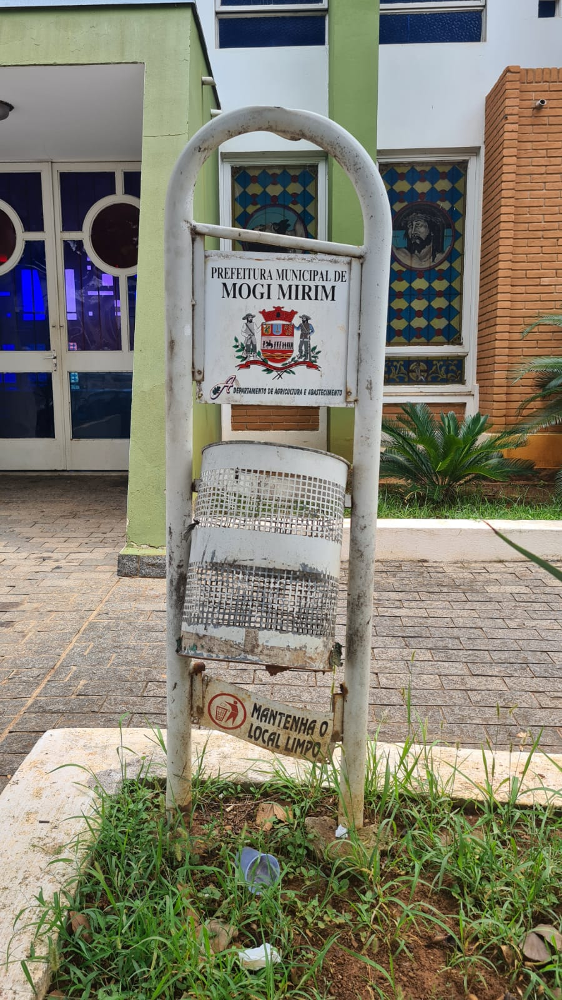 PREFEITURA MUNICIPAL DE
MOGI MIRIM
A DEPARTAMENTO DE AGRICULTURA E ABASTECIMENTO
MANTENHA O
LOCAL LIMPO